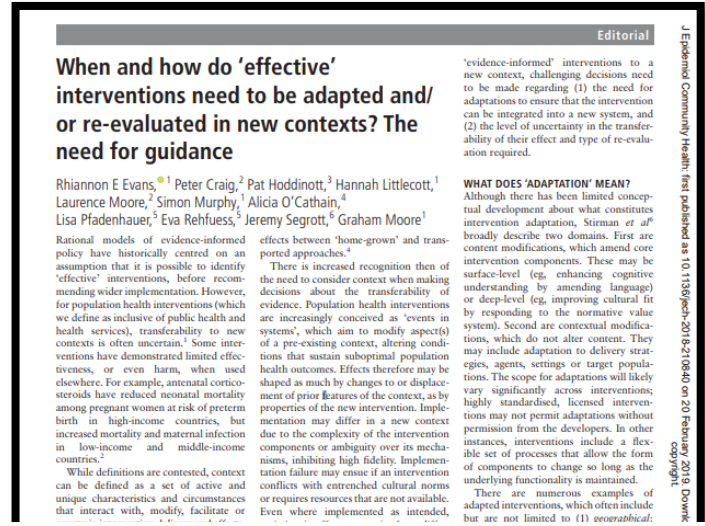 Editorial
When and how do ‘effective’
interventions need to be adapted and/
or re-evaluated in new contexts? The
need for guidance
Rhiannon E Evans,¹ Peter Craig,² Pat Hoddinott,³ Hannah Littlecott,¹
Laurence Moore,² Simon Murphy,¹ Alicia O'Cathain,⁴
Lisa Pfadenhauer,⁵ Eva Rehfuess,⁵ Jeremy Segrott,⁶ Graham Moore¹
Rational models of evidence-informed
policy have historically centred on an
assumption that it is possible to identify
‘effective’ interventions, before recom-
mending wider implementation. However,
for population health interventions (which
we define as inclusive of public health and
health services), transferability to new
contexts is often uncertain.¹ Some inter-
ventions have demonstrated limited effec-
tiveness, or even harm, when used
elsewhere. For example, antenatal cortico-
steroids have reduced neonatal mortality
among pregnant women at risk of preterm
birth in high-income countries, but
increased mortality and maternal infection
in low-income and middle-income
countries.²
While definitions are contested, context
can be defined as a set of active and
unique characteristics and circumstances
that interact with, modify, facilitate or
effects between ‘home-grown’ and trans-
ported approaches.⁴
There is increased recognition then of
the need to consider context when making
decisions about the transferability of
evidence. Population health interventions
are increasingly conceived as ‘events in
systems’, which aim to modify aspect(s)
of a pre-existing context, altering condi-
tions that sustain suboptimal population
health outcomes. Effects therefore may be
shaped as much by changes to or displace-
ment of prior features of the context, as by
properties of the new intervention. Imple-
mentation may differ in a new context
due to the complexity of the intervention
components or ambiguity over its mecha-
nisms, inhibiting high fidelity. Implemen-
tation failure may ensue if an intervention
conflicts with entrenched cultural norms
or requires resources that are not available.
Even where implemented as intended,
‘evidence-informed’ interventions to a
new context, challenging decisions need
to be made regarding (1) the need for
adaptations to ensure that the intervention
can be integrated into a new system, and
(2) the level of uncertainty in the transfer-
ability of their effect and type of re-evalu-
ation required.
WHAT DOES ‘ADAPTATION’ MEAN?
Although there has been limited concep-
tual development about what constitutes
intervention adaptation, Stirman et al⁶
broadly describe two domains. First are
content modifications, which amend core
intervention components. These may be
surface-level (eg, enhancing cognitive
understanding by amending language)
or deep-level (eg, improving cultural fit
by responding to the normative value
system). Second are contextual modifica-
tions, which do not alter content. They
may include adaptation to delivery strat-
egies, agents, settings or target popula-
tions. The scope for adaptations will likely
vary significantly across interventions;
highly standardised, licensed interven-
tions may not permit adaptations without
permission from the developers. In other
instances, interventions include a flex-
ible set of processes that allow the form
of components to change so long as the
underlying functionality is maintained.
There are numerous examples of
adapted interventions, which often include
but are not limited to (1) geographical;
J Epidemiol Community Health: first published as 10.1136/jech-2018-210840 on 20 February 2019. Downl
copyright.